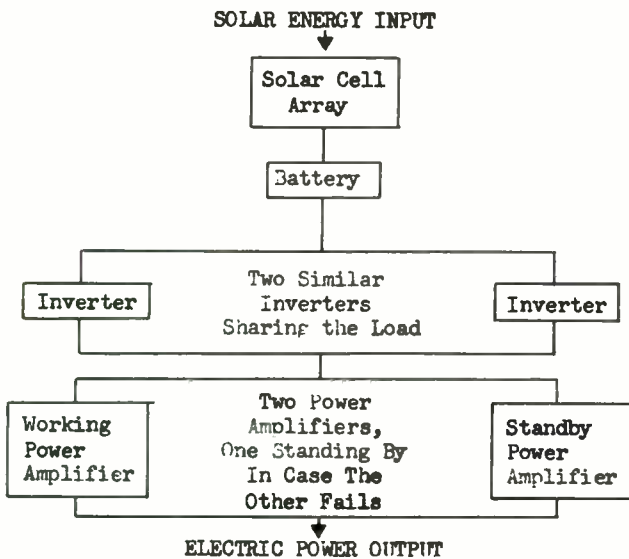 SOLAR ENERGY INPUT
Solar Cell
Array
Battery
Two Similar
Inverters
Sharing the Load
Inverter
Inverter
Two Power
Amplifiers,
One Standing By
In Case The
Other Fails
Working
Power
Amplifier
Standby
Power
Amplifier
ELECTRIC POWER OUTPUT